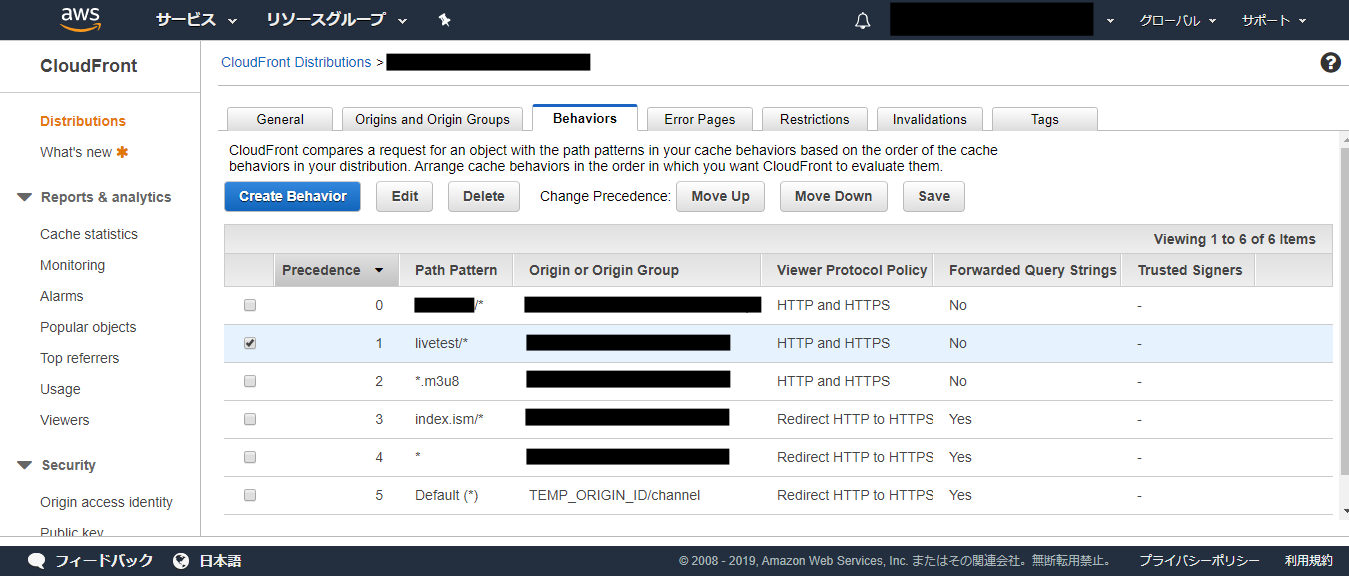 aws サービス リソースグループ グローバル サポート
CloudFront
CloudFront Distributions >
Distributions
What's new
Reports & analytics
Cache statistics
Monitoring
Alarms
Popular objects
Top referrers
Usage
Viewers
Security
Origin access identity
Public key
General Origins and Origin Groups Behaviors Error Pages Restrictions Invalidations Tags
CloudFront compares a request for an object with the path patterns in your cache behaviors based on the order of the cache
behaviors in your distribution. Arrange cache behaviors in the order in which you want CloudFront to evaluate them.
Create Behavior Edit Delete Change Precedence: Move Up Move Down Save
Viewing 1 to 6 of 6 Items
Precedence Path Pattern Origin or Origin Group Viewer Protocol Policy Forwarded Query Strings Trusted Signers
0 /* HTTP and HTTPS No -
1 livetest/* HTTP and HTTPS No -
2 *.m3u8 HTTP and HTTPS No -
3 index.ism/* Redirect HTTP to HTTPS Yes -
4 * Redirect HTTP to HTTPS Yes -
5 Default (*) TEMP_ORIGIN_ID/channel Redirect HTTP to HTTPS Yes -
フィードバック 日本語 © 2008 - 2019, Amazon Web Services, Inc. またはその関連会社。無断転用禁止。 プライバシーポリシー 利用規約